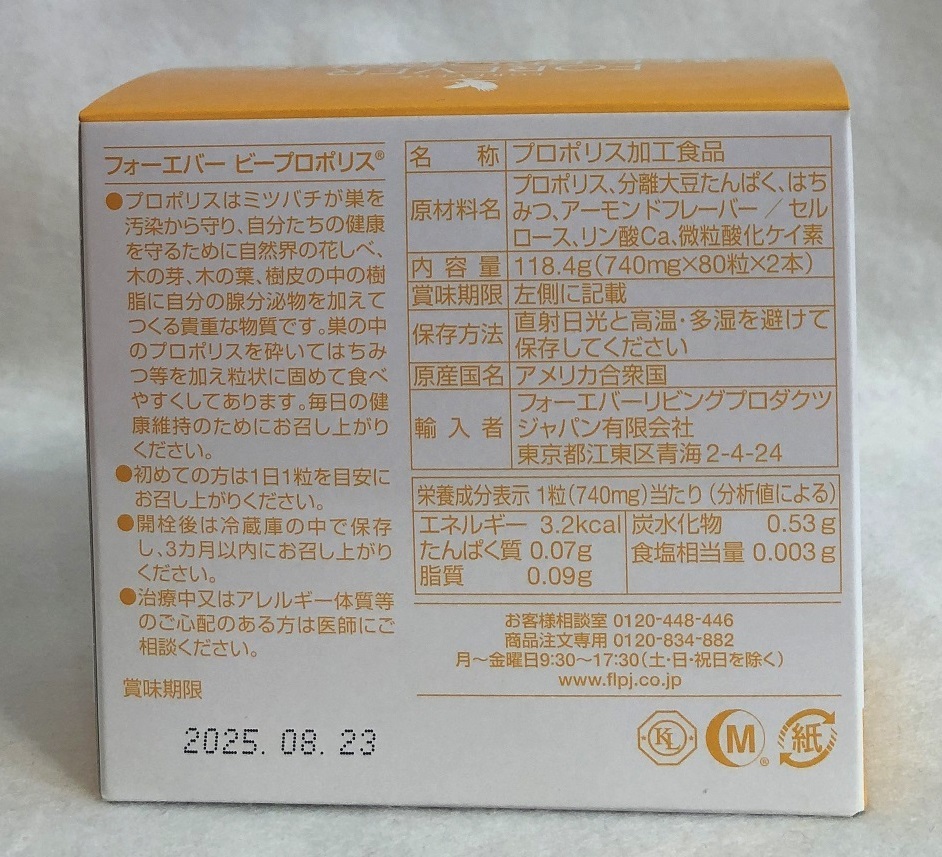 FOREVER
フォーエバー ビープロポリス®
●プロポリスはミツバチが巣を
汚染から守り、自分たちの健康
を守るために自然界の花しべ、
木の芽、木の葉、樹皮の中の樹
脂に自分の腺分泌物を加えて
つくる貴重な物質です。巣の中
のプロポリスを砕いてはちみ
つ等を加え粒状に固めて食べ
やすくしてあります。毎日の健
康維持のためにお召し上がり
ください。
●初めての方は1日1粒を目安に
お召し上がりください。
●開栓後は冷蔵庫の中で保存
し、3カ月以内にお召し上がり
ください。
●治療中又はアレルギー体質等
のご心配のある方は医師にご
相談ください。
賞味期限
2025. 08. 23
名 称 プロポリス加工食品
原材料名 プロポリス、分離大豆たんぱく、はち
みつ、アーモンドフレーバー / セル
ロース、リン酸Ca、微粒酸化ケイ素
内容量 118.4g(740mg×80粒×2本)
賞味期限 左側に記載
保存方法 直射日光と高温・多湿を避けて
保存してください
原産国名 アメリカ合衆国
輸入者 フォーエバーリビングプロダクツ
ジャパン有限会社
東京都江東区青海2-4-24
栄養成分表示 1粒(740mg)当たり(分析値による)
エネルギー 3.2kcal 炭水化物 0.53g
たんぱく質 0.07g 食塩相当量 0.003g
脂質 0.09g
お客様相談室 0120-448-446
商品注文専用 0120-834-882
月〜金曜日9:30〜17:30(土・日・祝日を除く)
www.flpj.co.jp
KL M® 紙